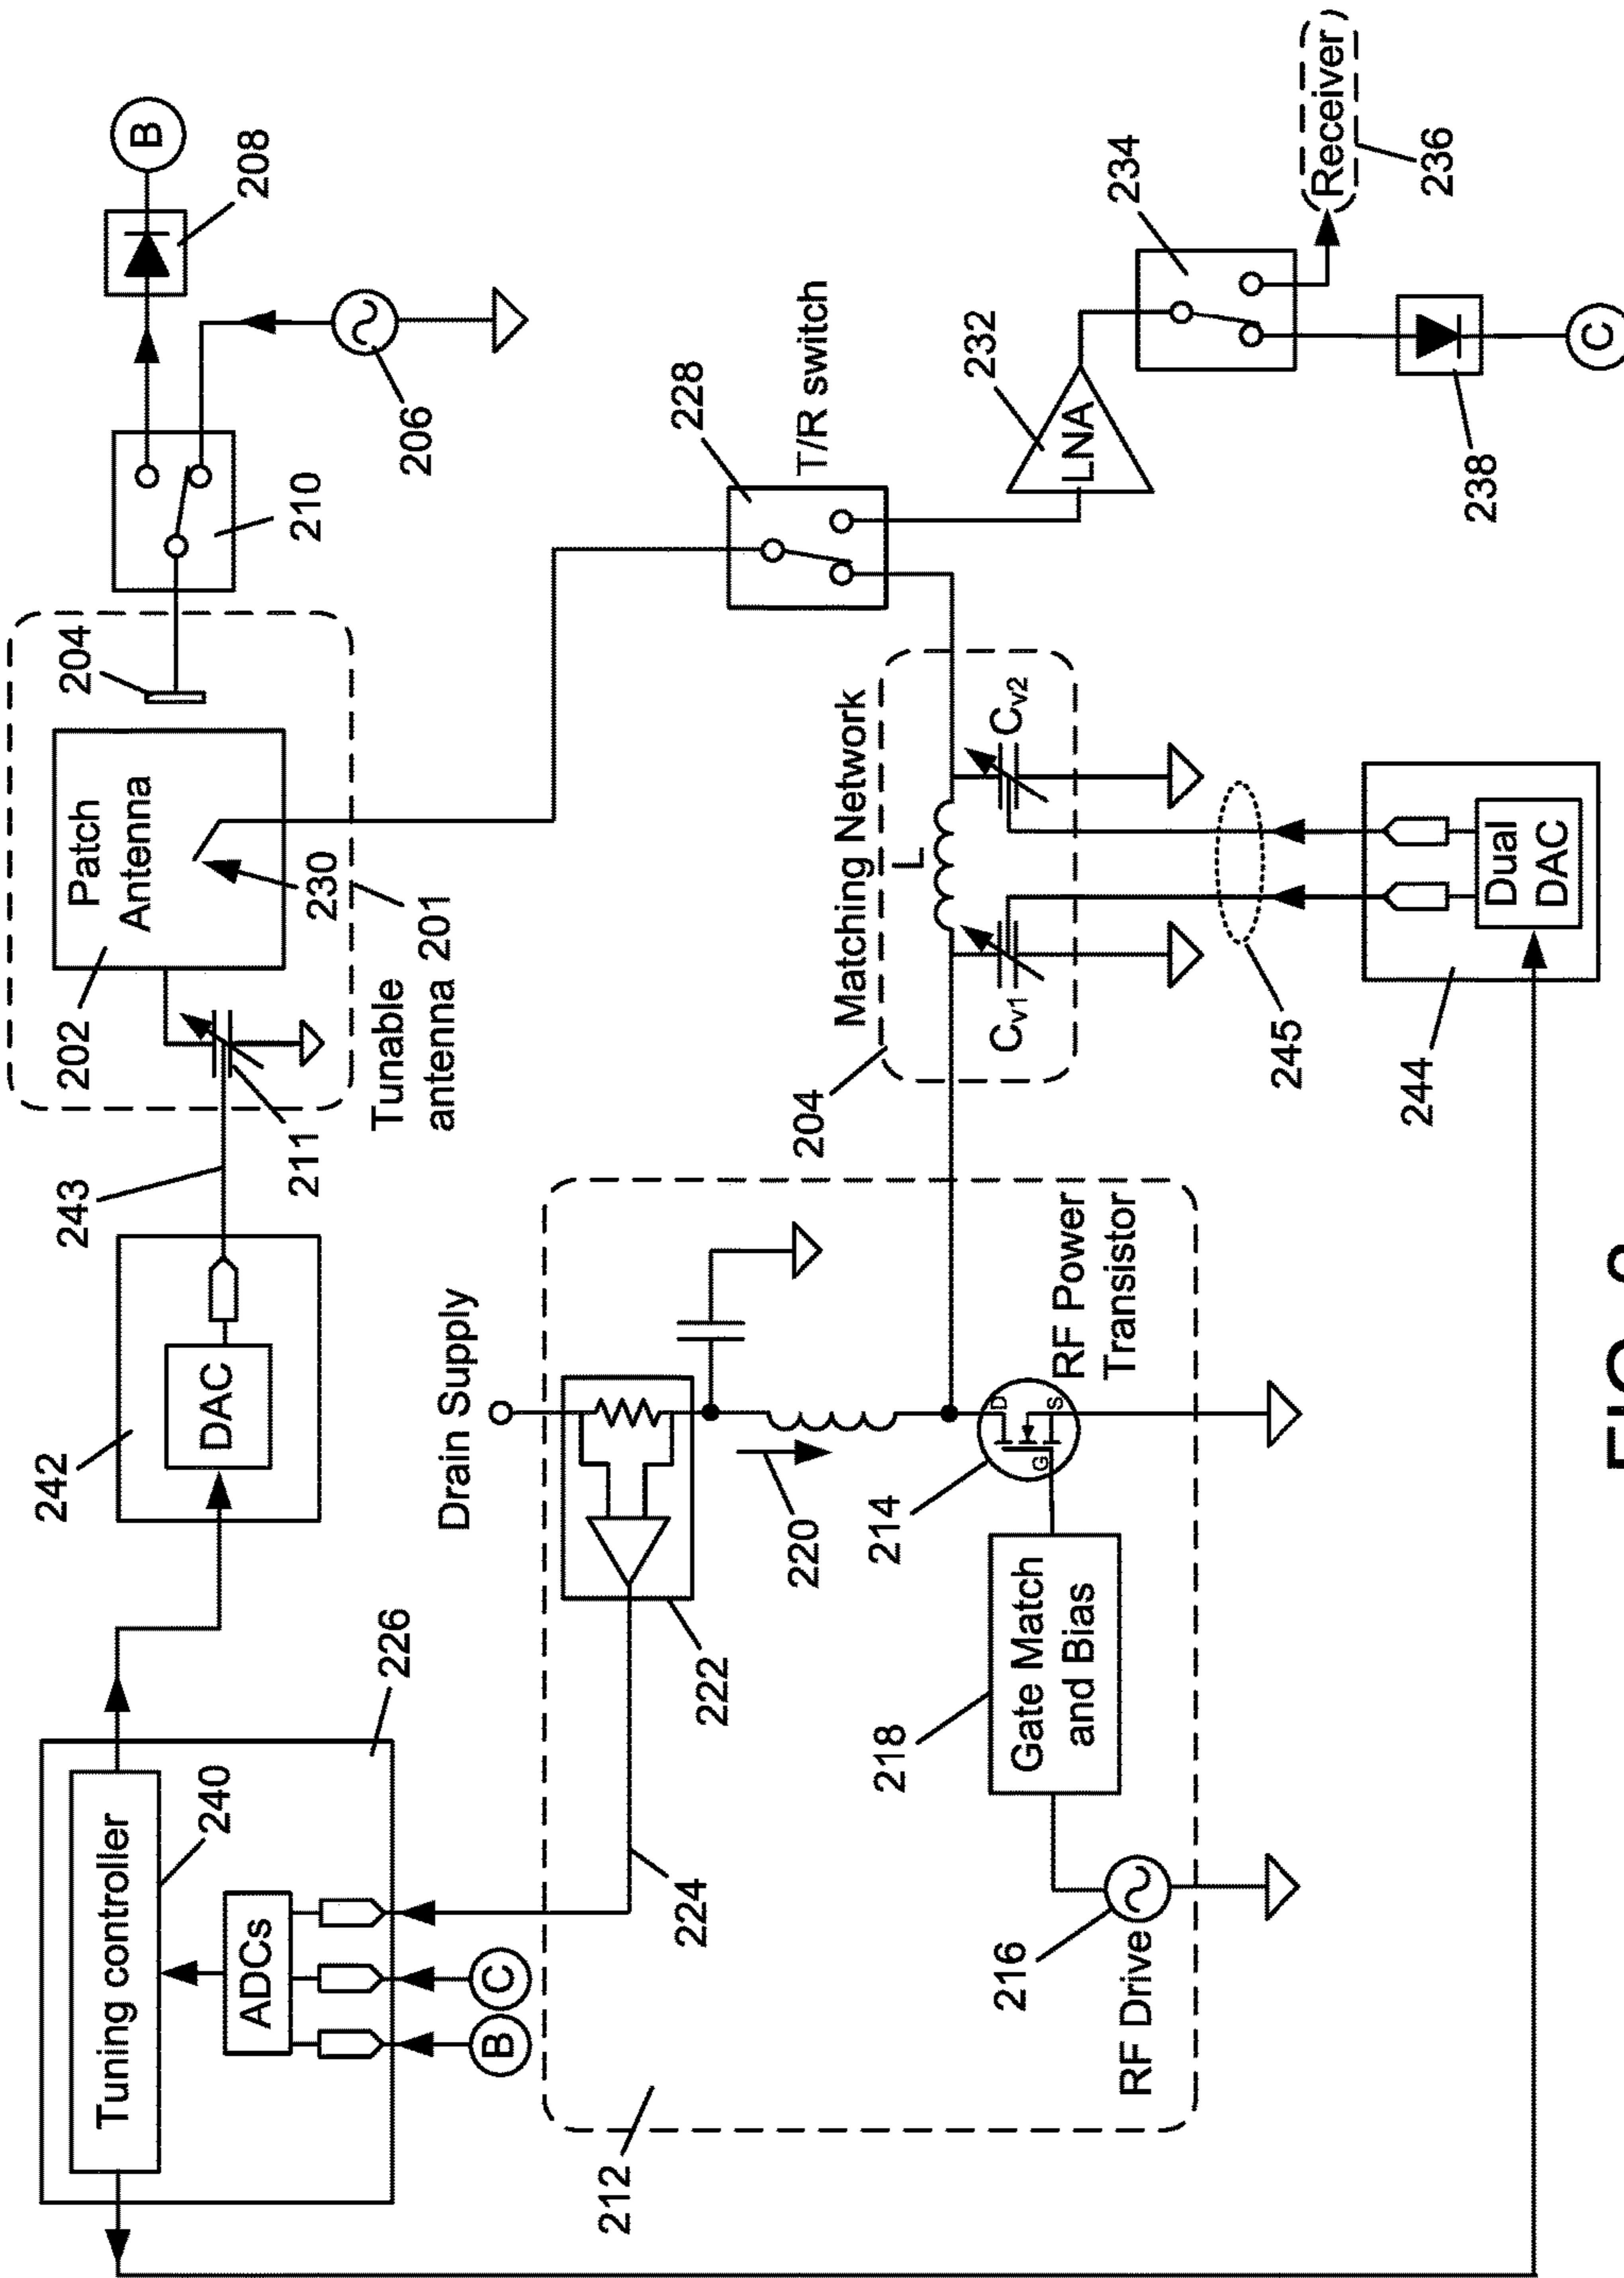 Tuning controller
240
ADCs
B
C
226
242
DAC
243
211
202
Patch
Antenna
230
204
Tunable
antenna 201
210
206
208
B
212
224
222
Drain Supply
220
214
D
G
S
RF Power
Transistor
218
Gate Match
and Bias
216
RF Drive
204
Matching Network
L
Cv1
Cv2
228
T/R switch
232
LNA
234
Receiver
236
238
C
245
244
Dual
DAC